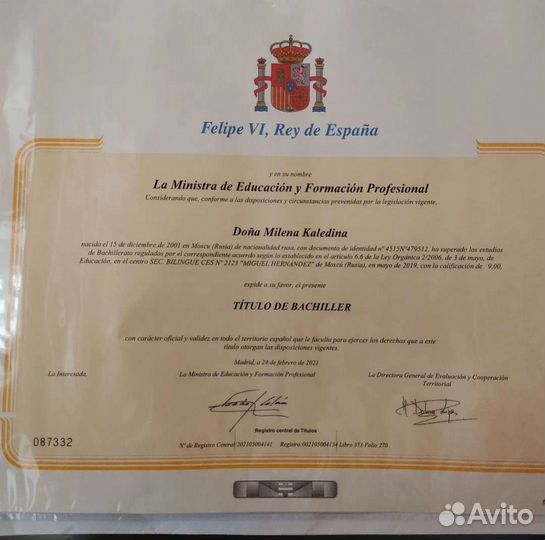 Felipe VI, Rey de España
y en su nombre
La Ministra de Educación y Formación Profesional
Considerando que, conforme a las disposiciones y circunstancias prevenidas por la legislación vigente,
Doña Milena Kaledina
nacida el 15 de diciembre de 2001 en Moscu (Rusia) de nacionalidad rusa, con documento de identidad nº 4515Nº479512, ha superado los estudios
de Bachillerato regulados por el correspondiente acuerdo según lo establecido en el artículo 6.6 de la Ley Orgánica 2/2006, de 3 de mayo, de
Educación, en el centro SEC. BILINGUE CES Nº 2123 "MIGUEL HERNÁNDEZ" de Moscú (Rusia), en mayo de 2019, con la calificación de 9,00,
expide a su favor, el presente
TÍTULO DE BACHILLER
con carácter oficial y validez en todo el territorio español que le faculta para ejercer los derechos que a este
título otorgan las disposiciones vigentes.
Madrid, a 24 de febrero de 2021
La Interesada,
La Ministra de Educación y Formación Profesional
La Directora General de Evaluación y Cooperación
Territorial
Registro central de Títulos
087332
Nº de Registro Central: 202103004141 Registro: 002103004134 Libro 373 Folio 270
Avito